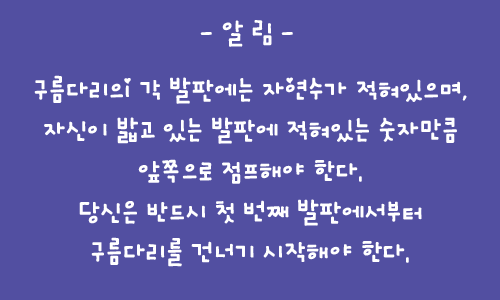 - 알 림 -
구름다리의 각 발판에는 자연수가 적혀있으며,
자신이 밟고 있는 발판에 적혀있는 숫자만큼
앞쪽으로 점프해야 한다.
당신은 반드시 첫 번째 발판에서부터
구름다리를 건너기 시작해야 한다.